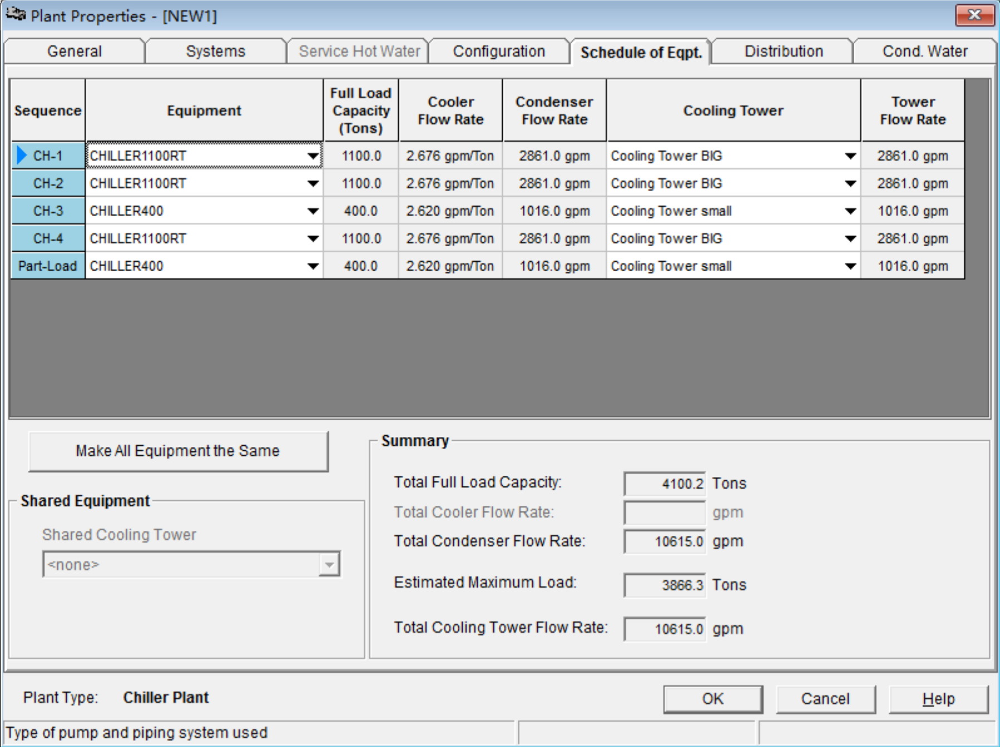 Plant Properties - [NEW1]
General Systems Service Hot Water Configuration Schedule of Eqpt. Distribution Cond. Water
Sequence Equipment Full Load Capacity (Tons) Cooler Flow Rate Condenser Flow Rate Cooling Tower Tower Flow Rate
CH-1 CHILLER1100RT 1100.0 2.676 gpm/Ton 2861.0 gpm Cooling Tower BIG 2861.0 gpm
CH-2 CHILLER1100RT 1100.0 2.676 gpm/Ton 2861.0 gpm Cooling Tower BIG 2861.0 gpm
CH-3 CHILLER400 400.0 2.620 gpm/Ton 1016.0 gpm Cooling Tower small 1016.0 gpm
CH-4 CHILLER1100RT 1100.0 2.676 gpm/Ton 2861.0 gpm Cooling Tower BIG 2861.0 gpm
Part-Load CHILLER400 400.0 2.620 gpm/Ton 1016.0 gpm Cooling Tower small 1016.0 gpm
Make All Equipment the Same
Shared Equipment
Shared Cooling Tower
<none>
Summary
Total Full Load Capacity: 4100.2 Tons
Total Cooler Flow Rate: gpm
Total Condenser Flow Rate: 10615.0 gpm
Estimated Maximum Load: 3866.3 Tons
Total Cooling Tower Flow Rate: 10615.0 gpm
Plant Type: Chiller Plant
OK Cancel Help
Type of pump and piping system used